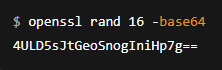 $ openssl rand 16 -base64
4ULD5sJtGeoSnogIniHp7g==